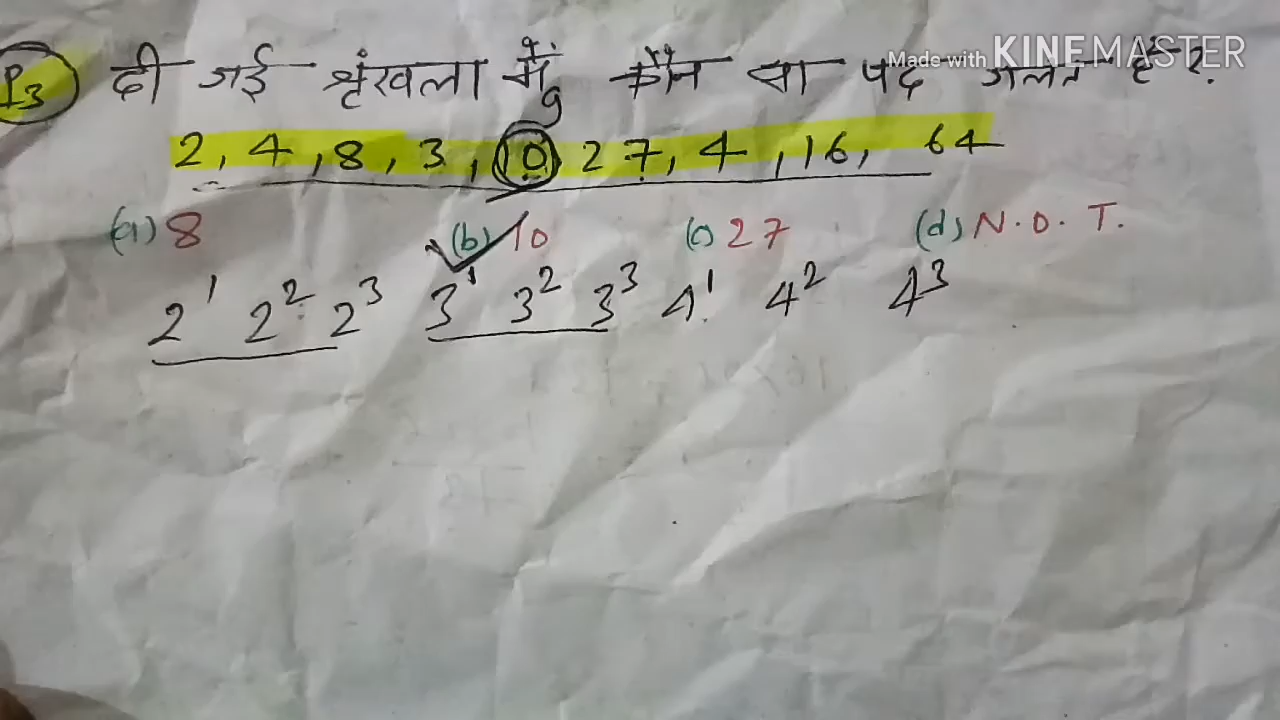 Made with KINEMASTER
P3 दी गई श्रृंखला में कौन सा पद गलत है?
9
2, 4, 8, 3, 10 27, 4, 16, 64
(a) 8 (b) 10 (c) 27 (d) N.O.T.
2¹ 2² 2³ 3¹ 3² 3³ 4¹ 4² 4³